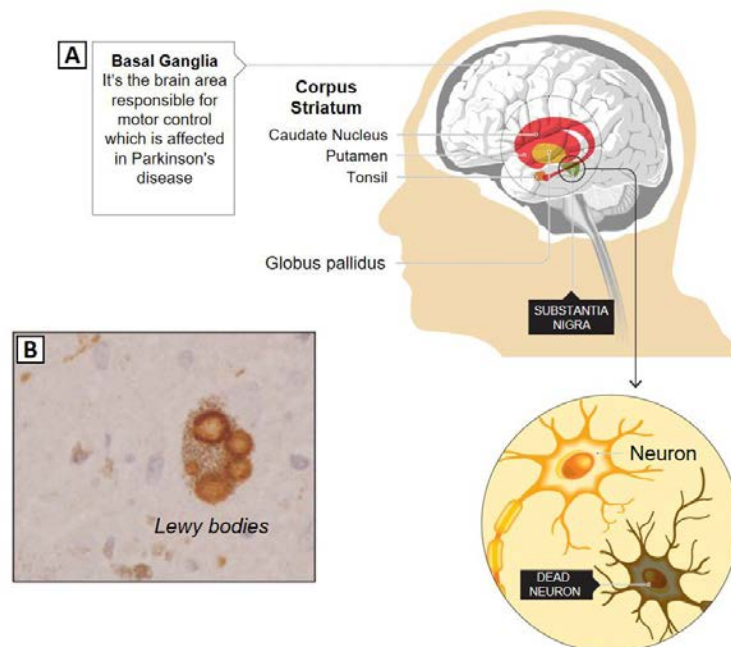 A
Basal Ganglia
It's the brain area
responsible for
motor control
which is affected
in Parkinson's
disease
Corpus
Striatum
Caudate Nucleus
Putamen
Tonsil
Globus pallidus
SUBSTANTIA
NIGRA
B
Lewy bodies
Neuron
DEAD
NEURON